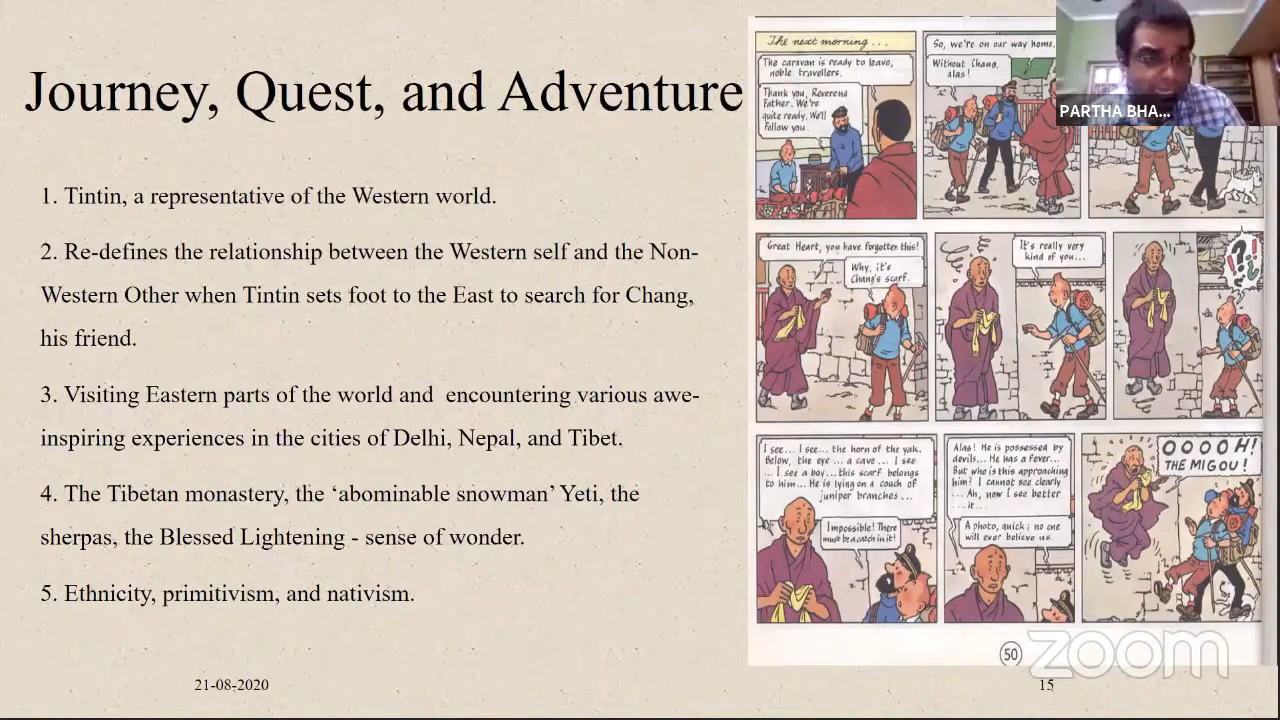 Journey, Quest, and Adventure
1. Tintin, a representative of the Western world.
2. Re-defines the relationship between the Western self and the Non-
Western Other when Tintin sets foot to the East to search for Chang,
his friend.
3. Visiting Eastern parts of the world and encountering various awe-
inspiring experiences in the cities of Delhi, Nepal, and Tibet.
4. The Tibetan monastery, the ‘abominable snowman’ Yeti, the
sherpas, the Blessed Lightening - sense of wonder.
5. Ethnicity, primitivism, and nativism.
21-08-2020
15
The next morning...
The caravan is ready to leave,
noble travellers.
Thank you, Reverend
Father. We're
quite ready. We'll
follow you.
So, we're on our way home.
Without Chang,
alas!
PARTHA BHA...
Great Heart, you have forgotten this!
Why, it's
Chang's scarf.
It's really very
kind of you...
?!?
I see... I see... the horn of the yak.
Below, the eye ... a cave ... I see
... I see a boy ... this scarf belongs
to him... He is lying on a couch of
juniper branches ...
Impossible! There
must be a catch in it!
Alas! He is possessed by
devils... He has a fever...
But who is this approaching
him? I cannot see clearly
... Ah, now I see better
... it ...
A photo, quick; no one
will ever believe us.
OOOOH!
THE MIGOU!
50
zoom